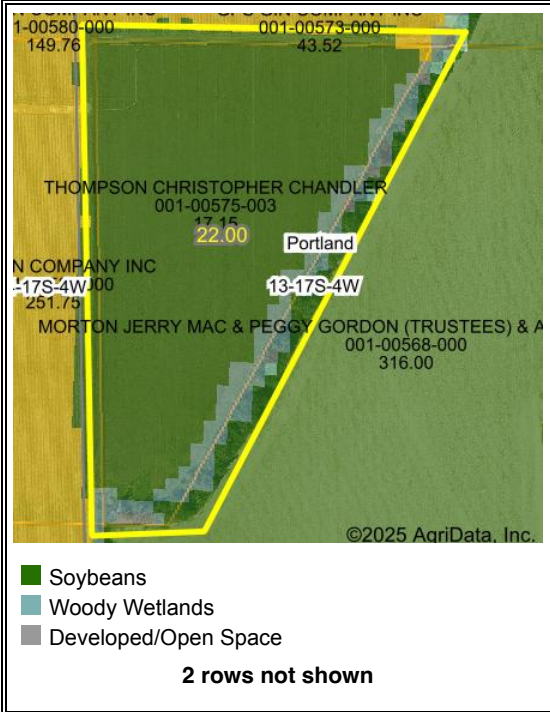 COMPANY INC
1-00580-000
001-00573-000
149.76
43.52
THOMPSON CHRISTOPHER CHANDLER
001-00575-003
17.15
22.00
Portland
N COMPANY INC
-17S-4W
13-17S-4W
251.75
MORTON JERRY MAC & PEGGY GORDON (TRUSTEES) & A
001-00568-000
316.00
©2025 AgriData, Inc.
Soybeans
Woody Wetlands
Developed/Open Space
2 rows not shown